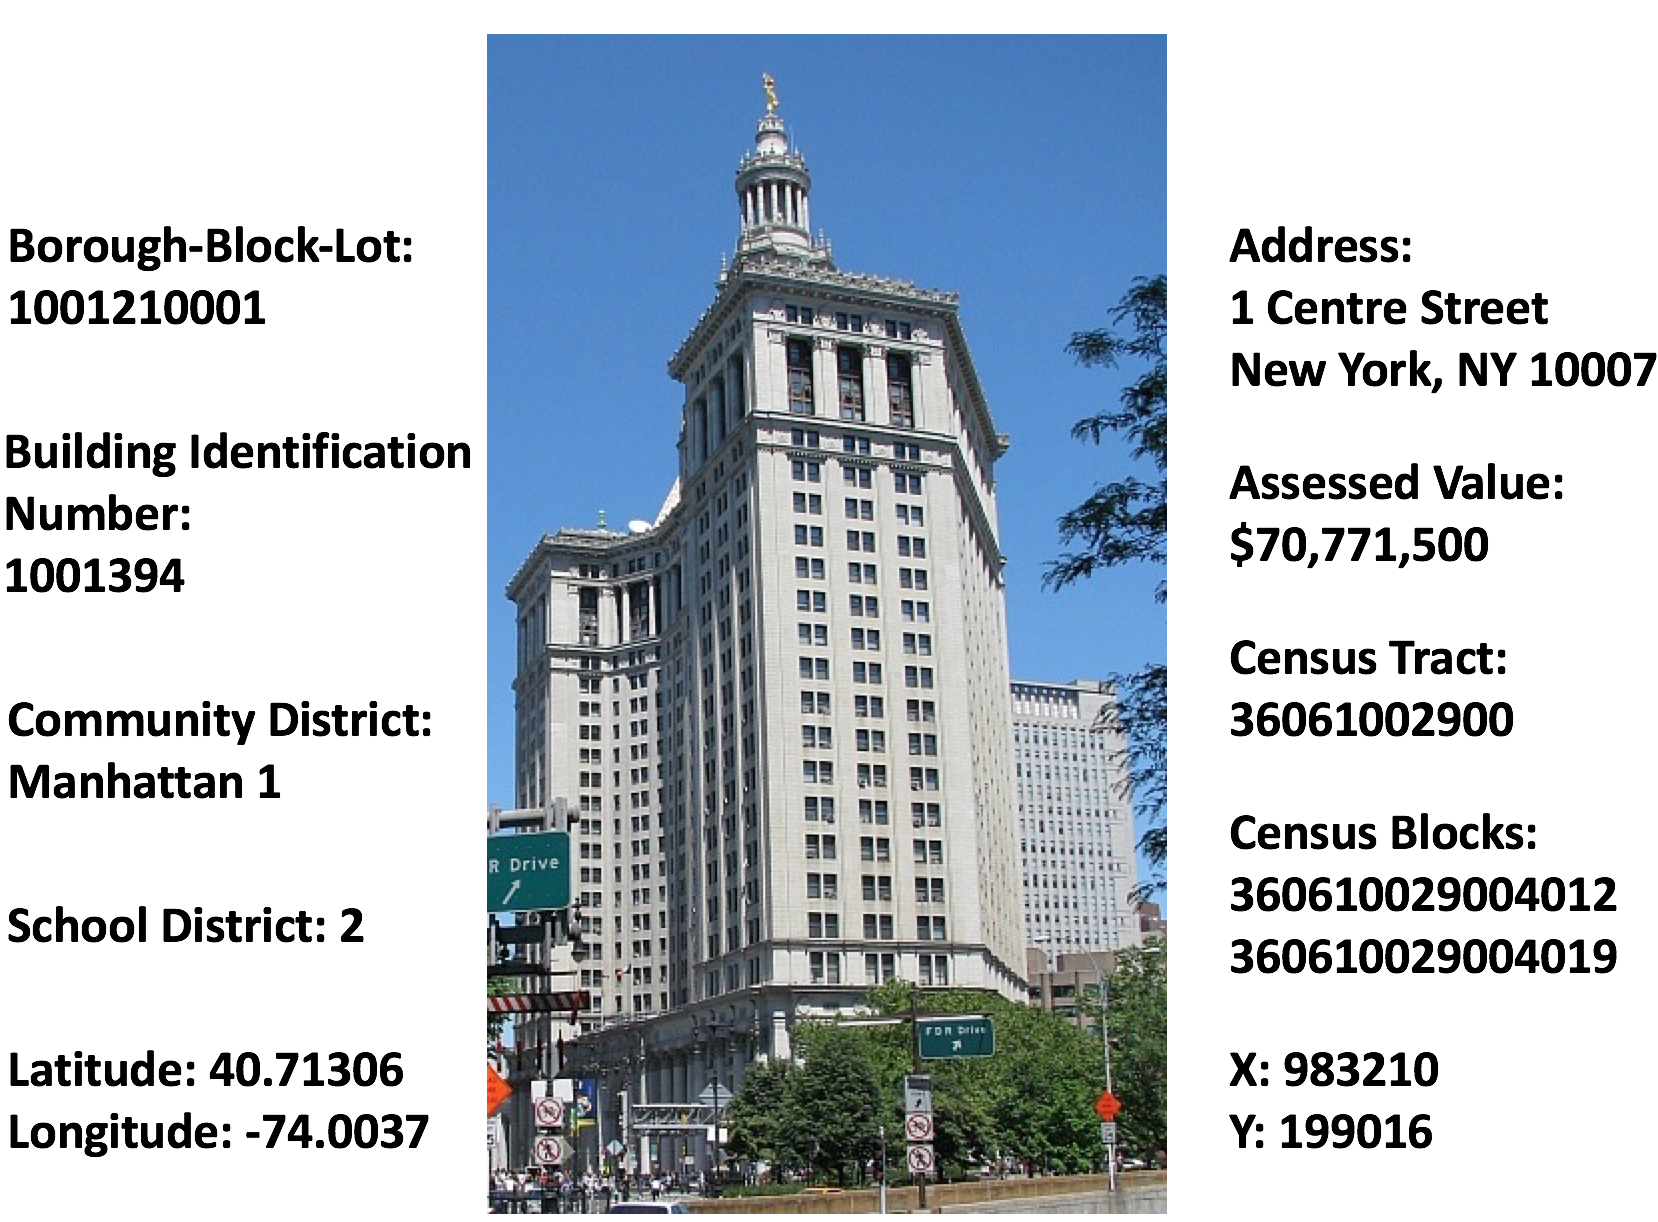 Borough-Block-Lot:
1001210001
Building Identification
Number:
1001394
Community District:
Manhattan 1
School District: 2
Latitude: 40.71306
Longitude: -74.0037
R Drive
FDR Drive
Address:
1 Centre Street
New York, NY 10007
Assessed Value:
$70,771,500
Census Tract:
36061002900
Census Blocks:
360610029004012
360610029004019
X: 983210
Y: 199016